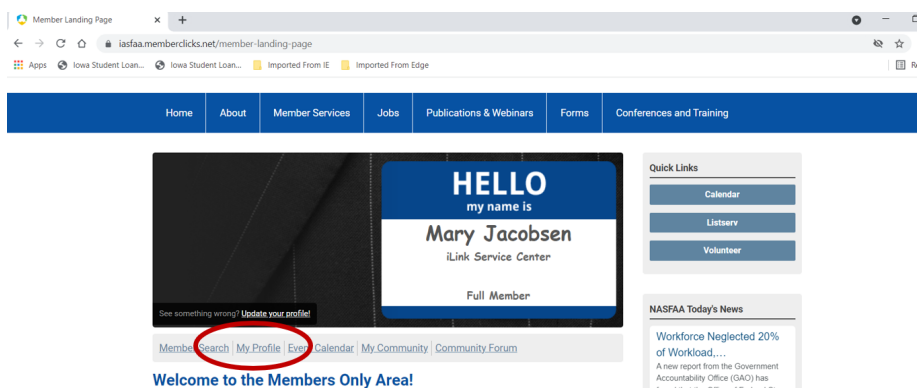 Member Landing Page
iasfaa.memberclicks.net/member-landing-page
Apps Iowa Student Loan... Iowa Student Loan... Imported From IE Imported From Edge
Home About Member Services Jobs Publications & Webinars Forms Conferences and Training
HELLO
my name is
Mary Jacobsen
iLink Service Center
Full Member
See something wrong? Update your profile!
Member Search My Profile Event Calendar My Community Community Forum
Welcome to the Members Only Area!
Quick Links
Calendar
Listserv
Volunteer
NASFAA Today's News
Workforce Neglected 20%
of Workload,...
A new report from the Government
Accountability Office (GAO) has